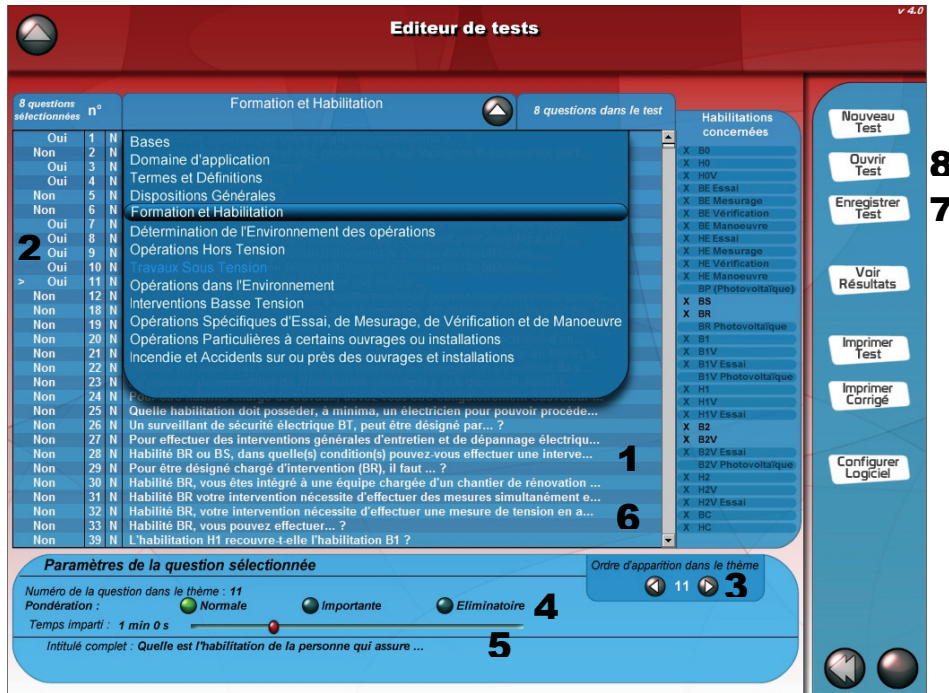 v 4.0
Editeur de tests
8 questions sélectionnées
n°
Formation et Habilitation
8 questions dans le test
Habilitations concernées
Oui 1 N
Non 2 N
Oui 3 N
Oui 4 N
Non 5 N
Non 6 N
Oui 7 N
Oui 8 N
Oui 9 N
Oui 10 N
> Oui 11 N
Non 12 N
Non 18 N
Non 19 N
Non 20 N
Non 21 N
Non 22 N
Non 23 N
Non 24 N
Non 25 N Quelle habilitation doit posséder, à minima, un électricien pour pouvoir procéde...
Non 26 N Un surveillant de sécurité électrique BT, peut être désigné par... ?
Non 27 N Pour effectuer des interventions générales d'entretien et de dépannage électriqu...
Non 28 N Habilité BR ou BS, dans quelle(s) condition(s) pouvez-vous effectuer une interve...
Non 29 N Pour être désigné chargé d'intervention (BR), il faut ... ?
Non 30 N Habilité BR, vous êtes intégré à une équipe chargée d'un chantier de rénovation ...
Non 31 N Habilité BR votre intervention nécessite d'effectuer des mesures simultanément e...
Non 32 N Habilité BR, votre intervention nécessite d'effectuer une mesure de tension en a...
Non 33 N Habilité BR, vous pouvez effectuer... ?
Non 39 N L'habilitation H1 recouvre-t-elle l'habilitation B1 ?
Bases
Domaine d'application
Termes et Définitions
Dispositions Générales
Formation et Habilitation
Détermination de l'Environnement des opérations
Opérations Hors Tension
Travaux Sous Tension
Opérations dans l'Environnement
Interventions Basse Tension
Opérations Spécifiques d'Essai, de Mesurage, de Vérification et de Manoeuvre
Opérations Particulières à certains ouvrages ou installations
Incendie et Accidents sur ou près des ouvrages et installations
X B0
X H0
X H0V
X BE Essai
X BE Mesurage
X BE Vérification
X BE Manoeuvre
X HE Essai
X HE Mesurage
X HE Vérification
X HE Manoeuvre
BP (Photovoltaïque)
X BS
X BR
BR Photovoltaïque
X B1
X B1V
X B1V Essai
B1V Photovoltaïque
X H1
X H1V
X H1V Essai
X B2
X B2V
X B2V Essai
B2V Photovoltaïque
X H2
X H2V
X H2V Essai
X BC
X HC
Nouveau Test
Ouvrir Test
8
Enregistrer Test
7
Voir Résultats
Imprimer Test
Imprimer Corrigé
Configurer Logiciel
2
1
6
Paramètres de la question sélectionnée
Ordre d'apparition dans le thème
11
3
Numéro de la question dans le thème : 11
Pondération : Normale Importante Eliminatoire 4
Temps imparti : 1 min 0 s
Intitulé complet : Quelle est l'habilitation de la personne qui assure ...
5